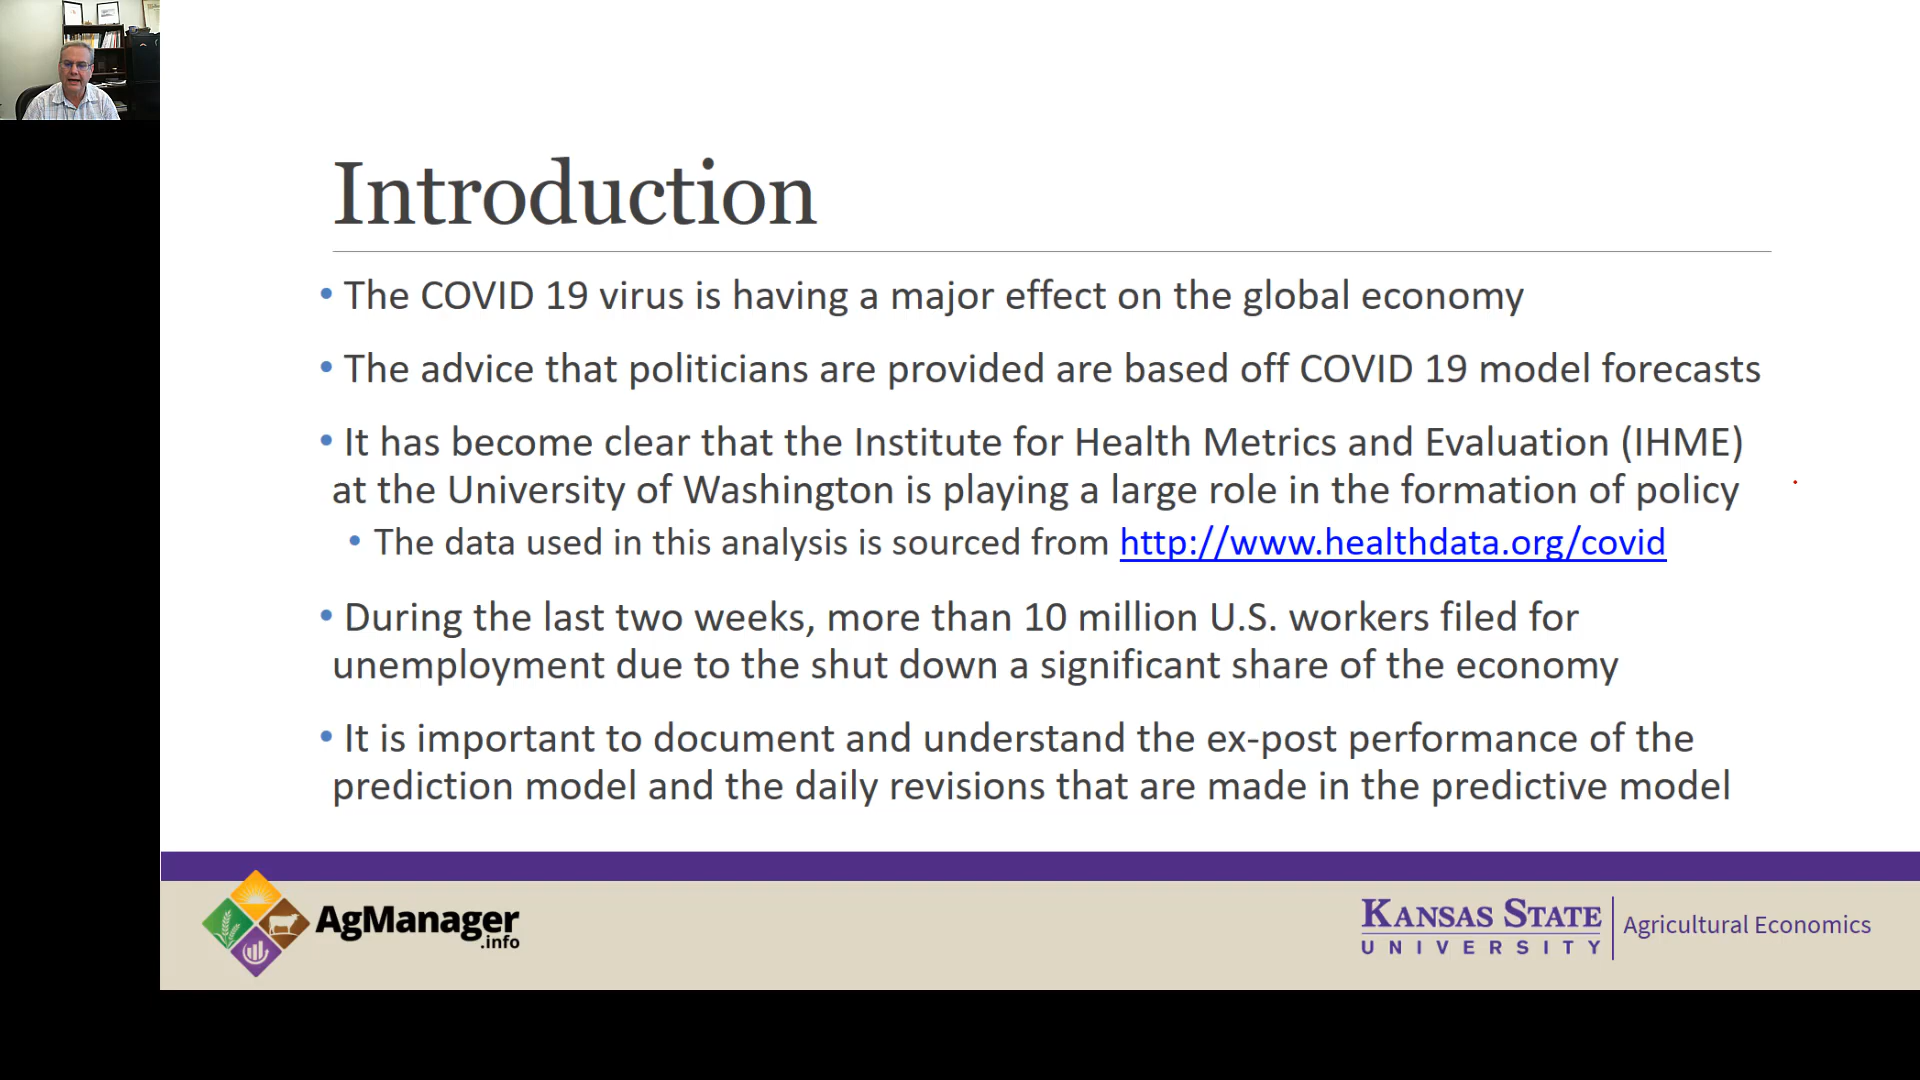 Introduction
• The COVID 19 virus is having a major effect on the global economy
• The advice that politicians are provided are based off COVID 19 model forecasts
• It has become clear that the Institute for Health Metrics and Evaluation (IHME)
at the University of Washington is playing a large role in the formation of policy
• The data used in this analysis is sourced from http://www.healthdata.org/covid
• During the last two weeks, more than 10 million U.S. workers filed for
unemployment due to the shut down a significant share of the economy
• It is important to document and understand the ex-post performance of the
prediction model and the daily revisions that are made in the predictive model
AgManager
.info
KANSAS STATE
UNIVERSITY
Agricultural Economics